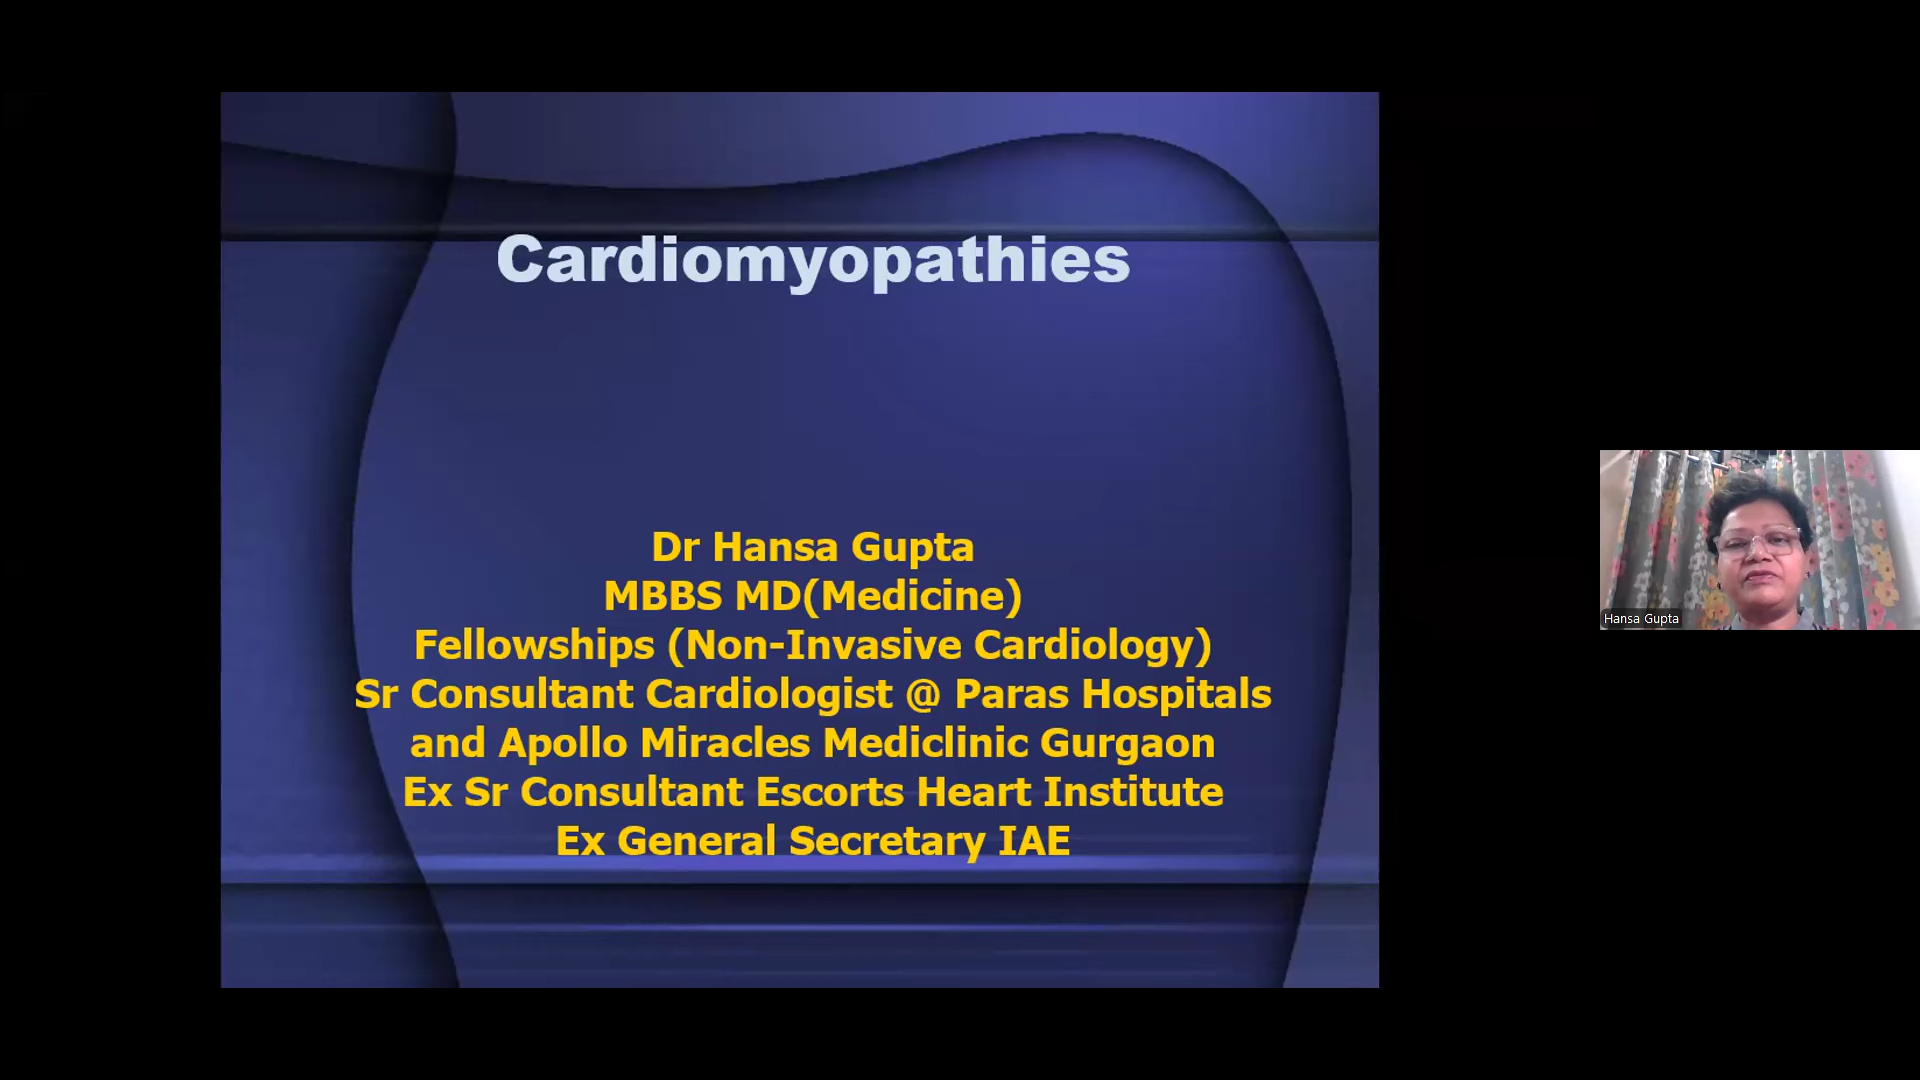 Cardiomyopathies
Dr Hansa Gupta
MBBS MD(Medicine)
Fellowships (Non-Invasive Cardiology)
Sr Consultant Cardiologist @ Paras Hospitals
and Apollo Miracles Mediclinic Gurgaon
Ex Sr Consultant Escorts Heart Institute
Ex General Secretary IAE
Hansa Gupta